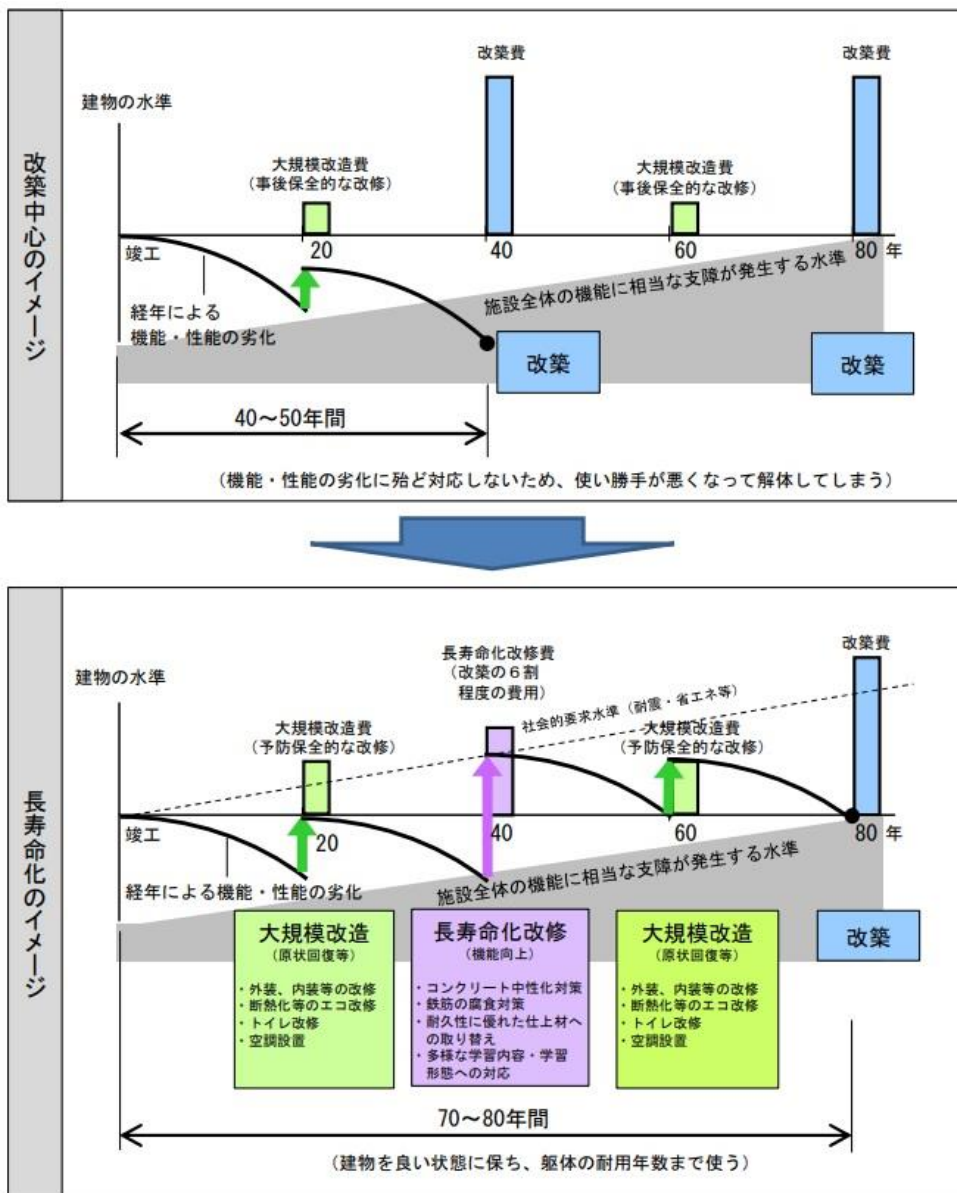 改築中心のイメージ
建物の水準
改築費
改築費
大規模改造費
（事後保全的な改修）
大規模改造費
（事後保全的な改修）
竣工
20
40
60
80
年
経年による
機能・性能の劣化
施設全体の機能に相当な支障が発生する水準
改築
改築
40～50年間
（機能・性能の劣化に殆ど対応しないため、使い勝手が悪くなって解体してしまう）
長寿命化のイメージ
建物の水準
長寿命化改修費
（改築の６割
程度の費用）
改築費
社会的要求水準（耐震・省エネ等）
大規模改造費
（予防保全的な改修）
大規模改造費
（予防保全的な改修）
竣工
20
40
60
80
年
経年による機能・性能の劣化
施設全体の機能に相当な支障が発生する水準
大規模改造
（原状回復等）
・外装、内装等の改修
・断熱化等のエコ改修
・トイレ改修
・空調設置
長寿命化改修
（機能向上）
・コンクリート中性化対策
・鉄筋の腐食対策
・耐久性に優れた仕上材へ
の取り替え
・多様な学習内容・学習
形態への対応
大規模改造
（原状回復等）
・外装、内装等の改修
・断熱化等のエコ改修
・トイレ改修
・空調設置
改築
70～80年間
（建物を良い状態に保ち、躯体の耐用年数まで使う）